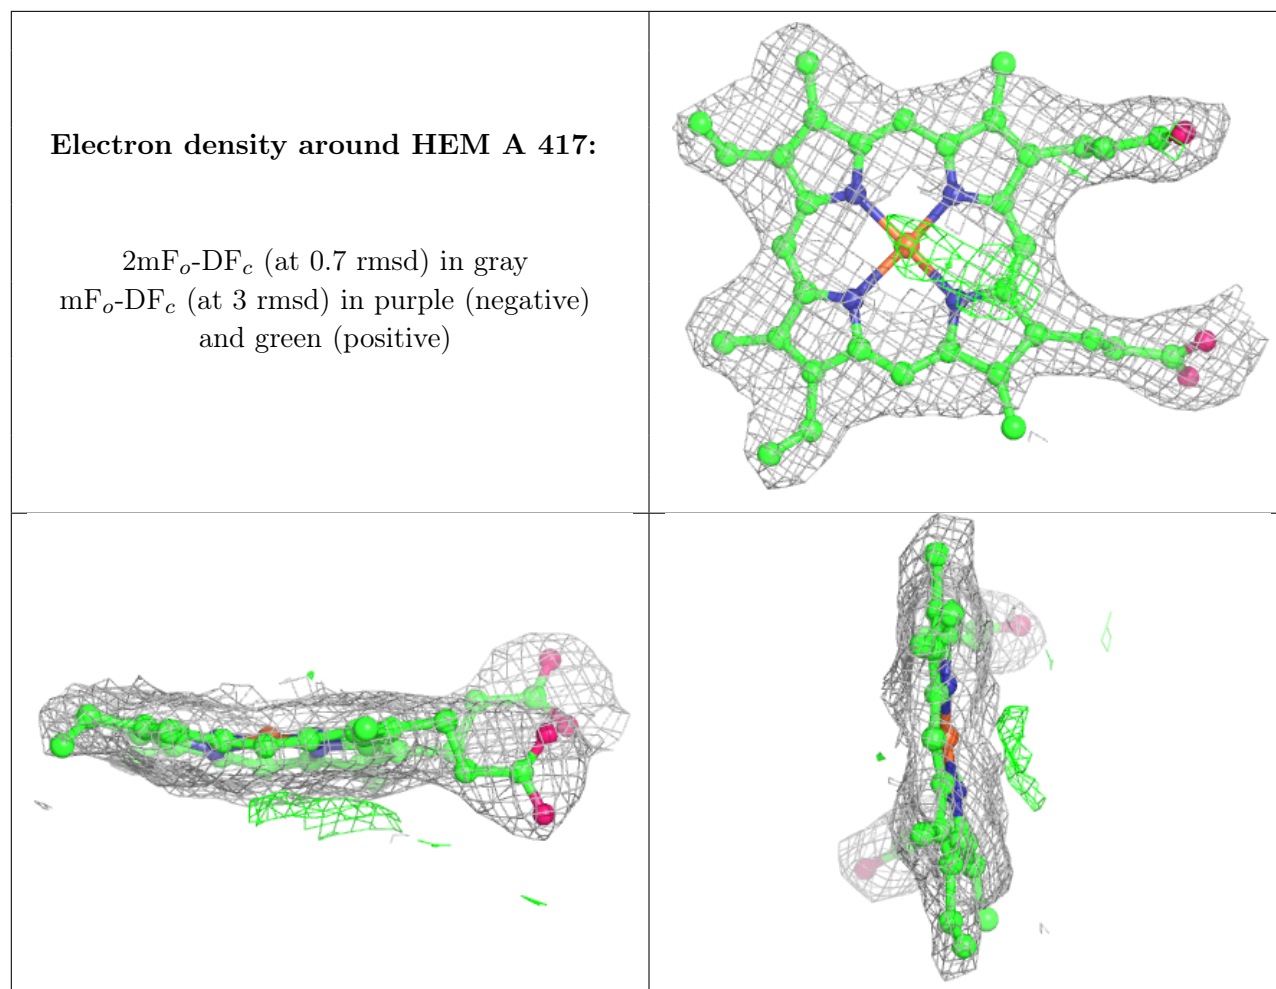 Electron density around HEM A 417:
2mFo-DFc (at 0.7 rmsd) in gray
mFo-DFc (at 3 rmsd) in purple (negative)
and green (positive)